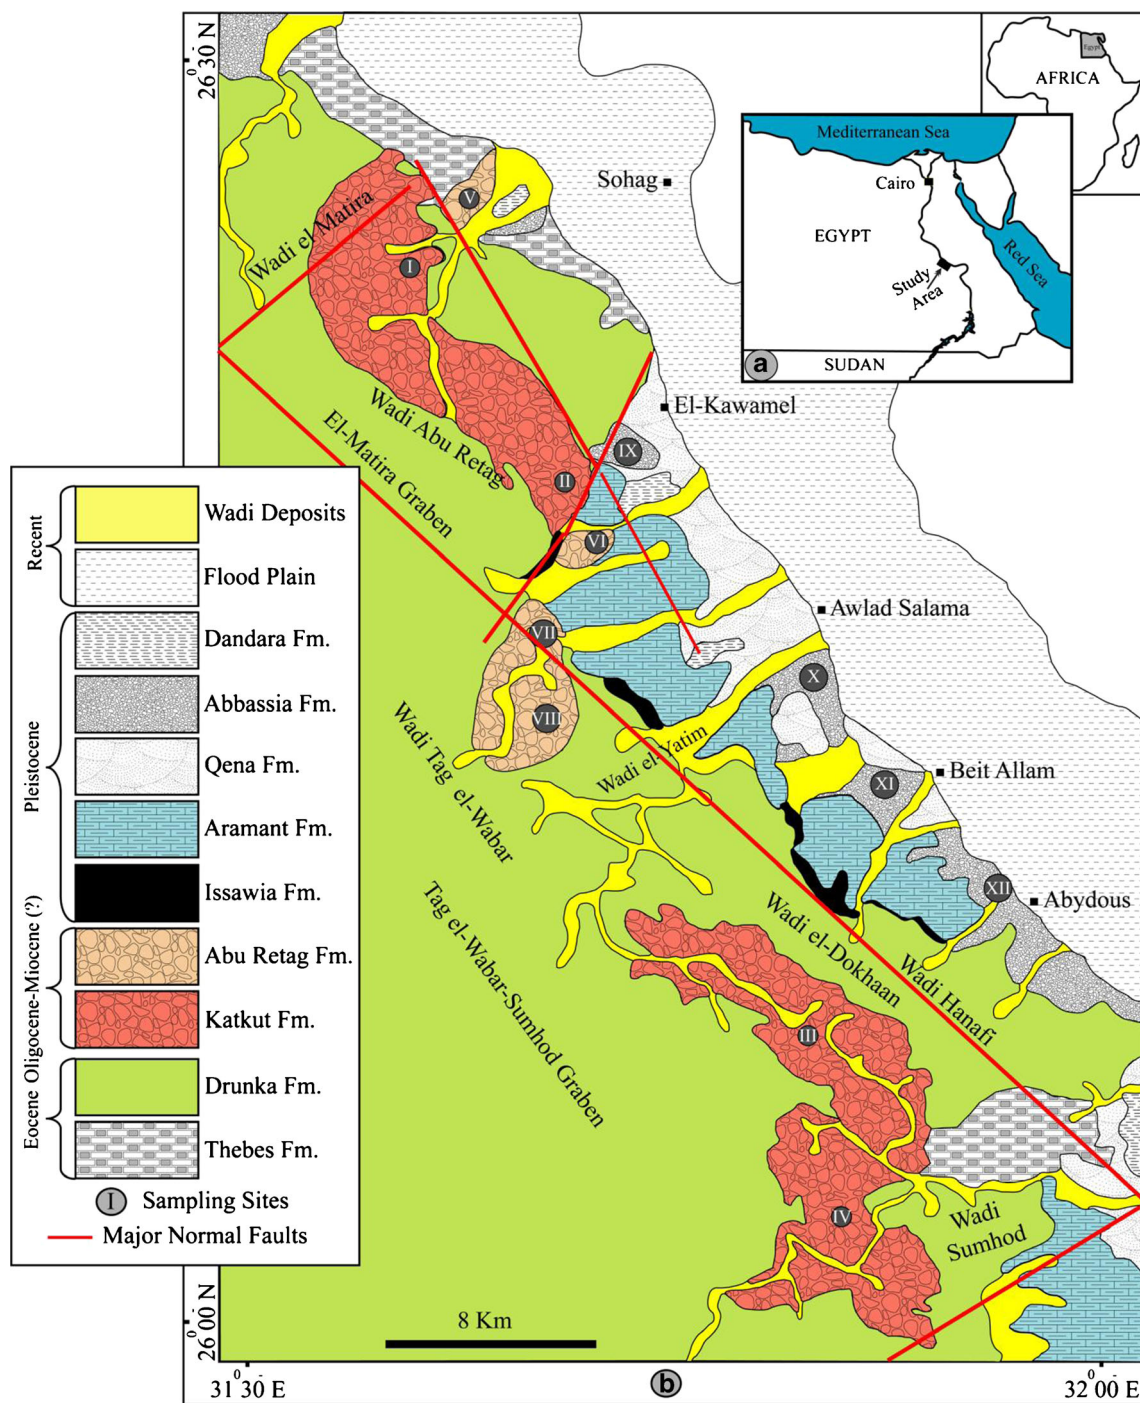 26°30 N
AFRICA
Egypt
Mediterranean Sea
Cairo
EGYPT
Red Sea
Study
Area
SUDAN
a
Sohag
V
Wadi el Matira
I
El-Kawamel
Wadi Abu Retag
El-Matira Graben
IX
II
VI
Awlad Salama
VII
VIII
X
Wadi Tag el-Wabar
Wadi el-Yatim
Beit Allam
XI
XII
Abydous
Tag el-Wabar-Sumhod Graben
Wadi el-Dokhaan
Wadi Hanafi
III
IV
Wadi
Sumhod
Recent
Wadi Deposits
Flood Plain
Pleistocene
Dandara Fm.
Abbassia Fm.
Qena Fm.
Aramant Fm.
Issawia Fm.
Oligocene-Miocene (?)
Abu Retag Fm.
Katkut Fm.
Eocene
Drunka Fm.
Thebes Fm.
I Sampling Sites
Major Normal Faults
8 Km
26°00 N
31°30 E
b
32°00 E